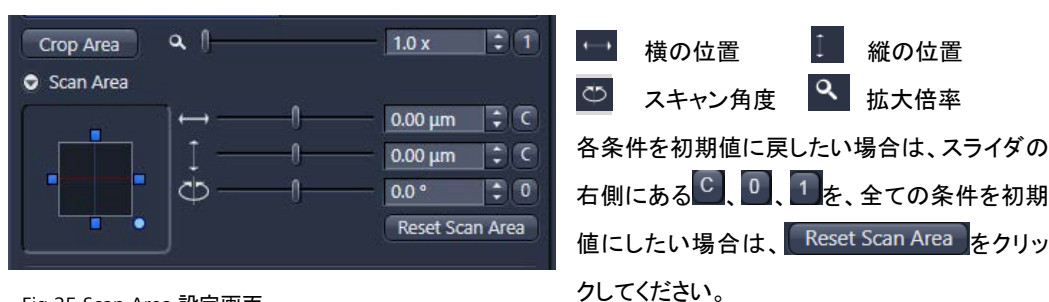 Crop Area 1.0 x 1
Scan Area
0.00 µm C
0.00 µm C
0.0 ° 0
Reset Scan Area
Fig.25 Scan Area 設定画面
横の位置 縦の位置
スキャン角度 拡大倍率
各条件を初期値に戻したい場合は、スライダの
右側にある C 、 0 、 1 を、全ての条件を初期
値にしたい場合は、 Reset Scan Area をクリッ
クしてください。